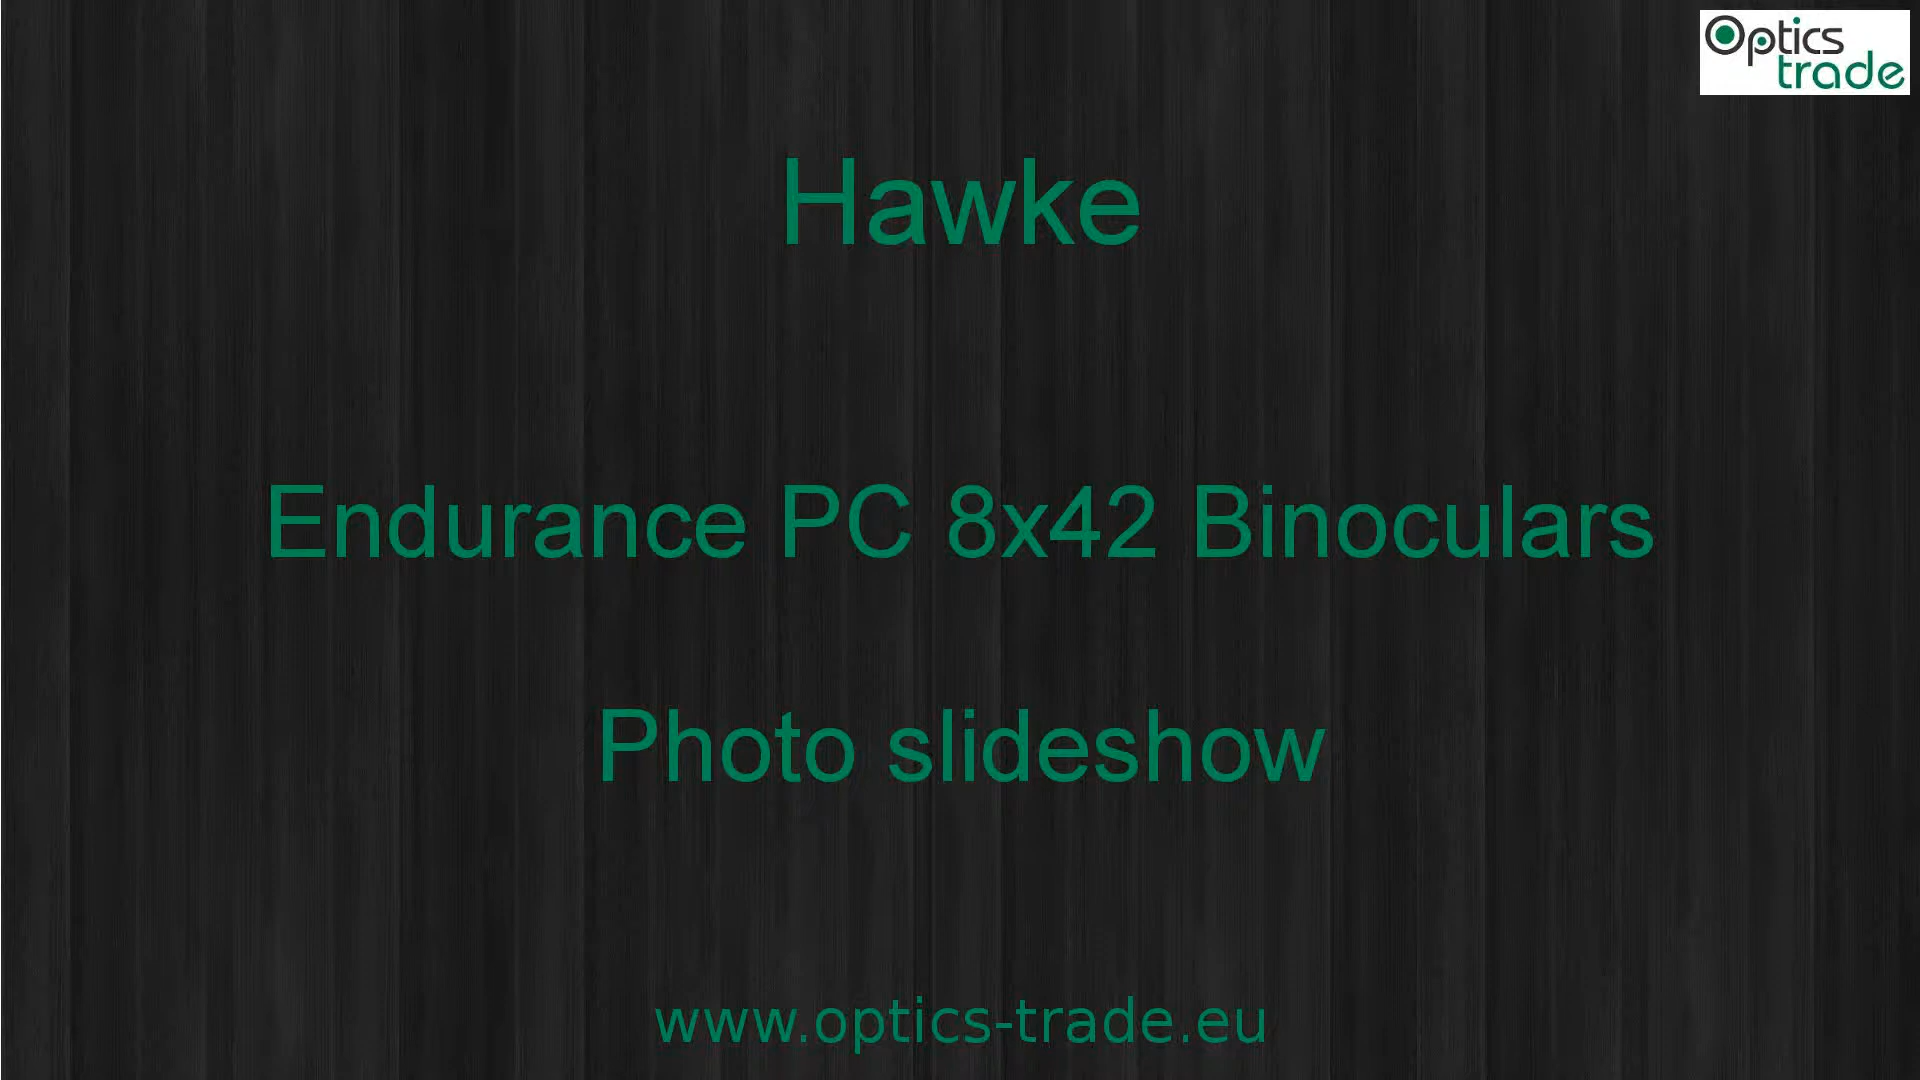 Optics
trade
Hawke
Endurance PC 8x42 Binoculars
Photo slideshow
www.optics-trade.eu